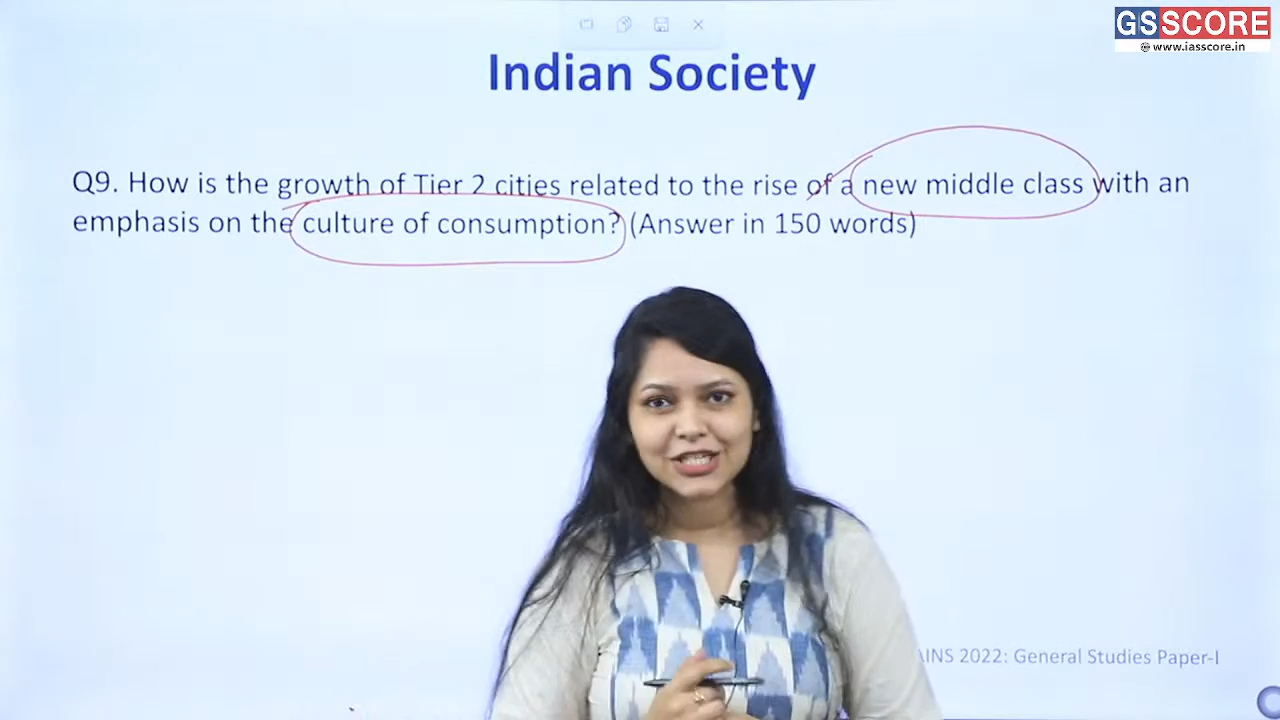 GSSCORE
www.iasscore.in
Indian Society
Q9. How is the growth of Tier 2 cities related to the rise of a new middle class with an
emphasis on the culture of consumption? (Answer in 150 words)
2022: General Studies Paper-I